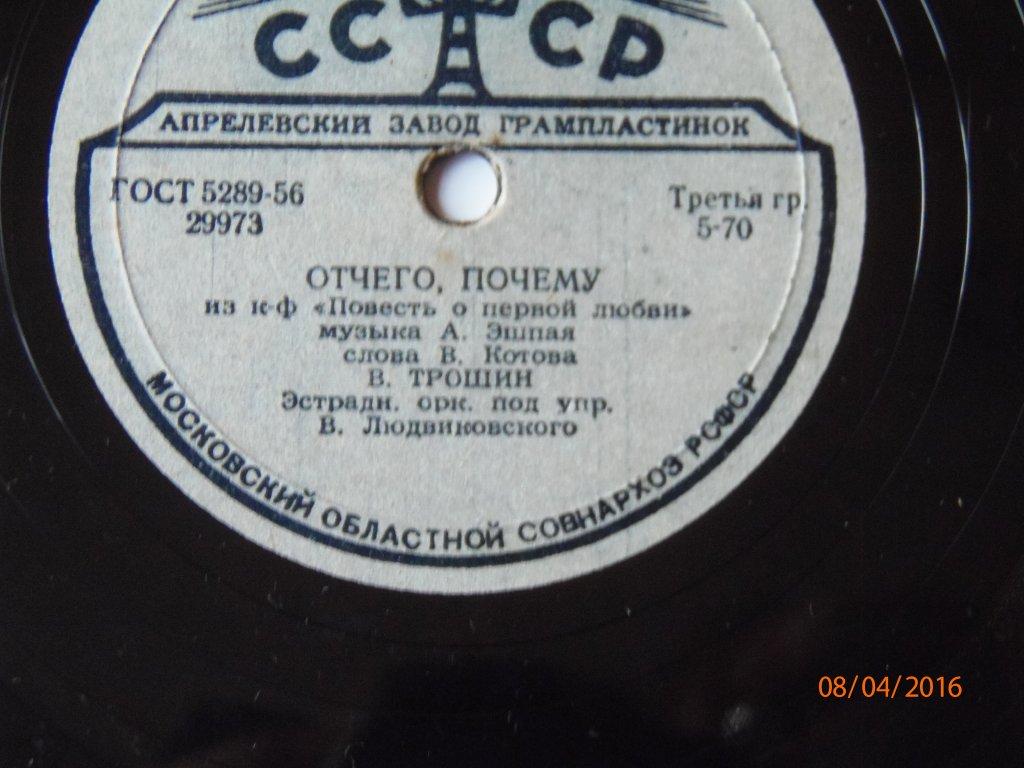 СССР
АПРЕЛЕВСКИЙ ЗАВОД ГРАМПЛАСТИНОК
ГОСТ 5289-56
29973
Третья гр.
5-70
ОТЧЕГО, ПОЧЕМУ
из к-ф «Повесть о первой любви»
музыка А. Эшпая
слова В. Котова
В. ТРОШИН
Эстрадн. орк. под упр.
В. Людвиковского
МОСКОВСКИЙ ОБЛАСТНОЙ СОВНАРХОЗ РСФСР
08/04/2016